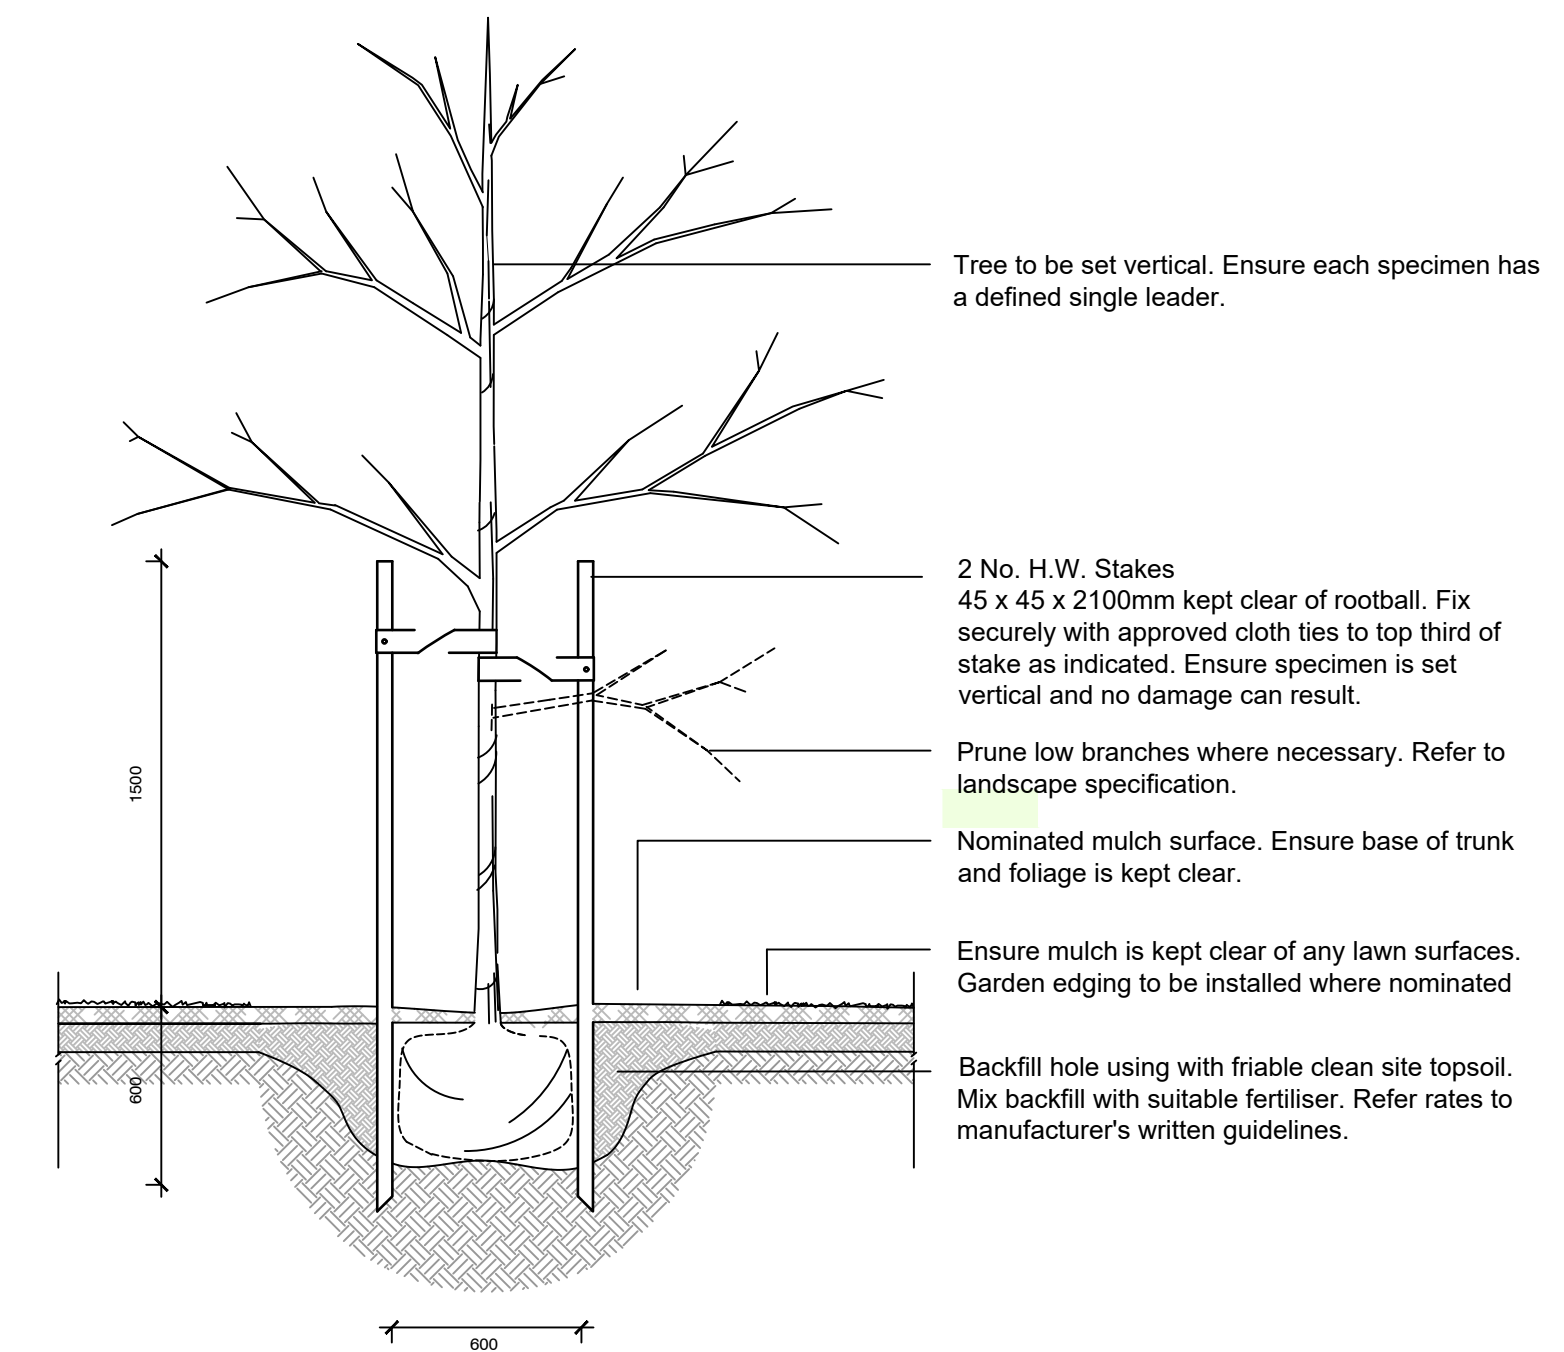 Tree to be set vertical. Ensure each specimen has
a defined single leader.
2 No. H.W. Stakes
45 x 45 x 2100mm kept clear of rootball. Fix
securely with approved cloth ties to top third of
stake as indicated. Ensure specimen is set
vertical and no damage can result.
Prune low branches where necessary. Refer to
landscape specification.
1500
Nominated mulch surface. Ensure base of trunk
and foliage is kept clear.
Ensure mulch is kept clear of any lawn surfaces.
Garden edging to be installed where nominated
600
Backfill hole using with friable clean site topsoil.
Mix backfill with suitable fertiliser. Refer rates to
manufacturer's written guidelines.
600